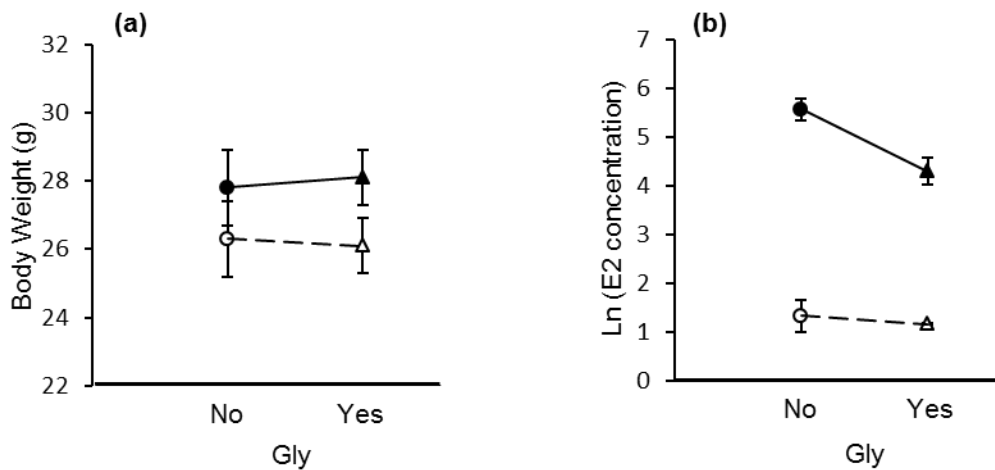 (a)
32
30
28
26
24
22
Body Weight (g)
No Yes
Gly
(b)
7
6
5
4
3
2
1
0
Ln (E2 concentration)
No Yes
Gly